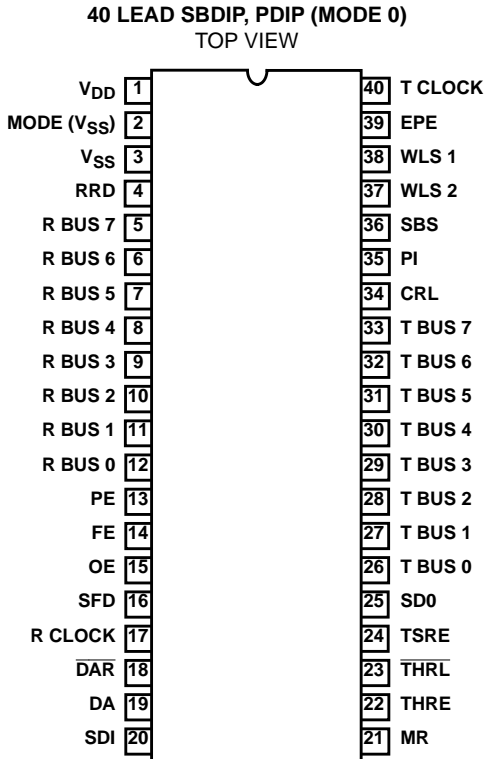 40 LEAD SBDIP, PDIP (MODE 0)
TOP VIEW
VDD 1 40 T CLOCK
MODE (VSS) 2 39 EPE
VSS 3 38 WLS 1
RRD 4 37 WLS 2
R BUS 7 5 36 SBS
R BUS 6 6 35 PI
R BUS 5 7 34 CRL
R BUS 4 8 33 T BUS 7
R BUS 3 9 32 T BUS 6
R BUS 2 10 31 T BUS 5
R BUS 1 11 30 T BUS 4
R BUS 0 12 29 T BUS 3
PE 13 28 T BUS 2
FE 14 27 T BUS 1
OE 15 26 T BUS 0
SFD 16 25 SD0
R CLOCK 17 24 TSRE
D̅A̅R̅ 18 23 T̅H̅R̅L̅
DA 19 22 THRE
SDI 20 21 MR